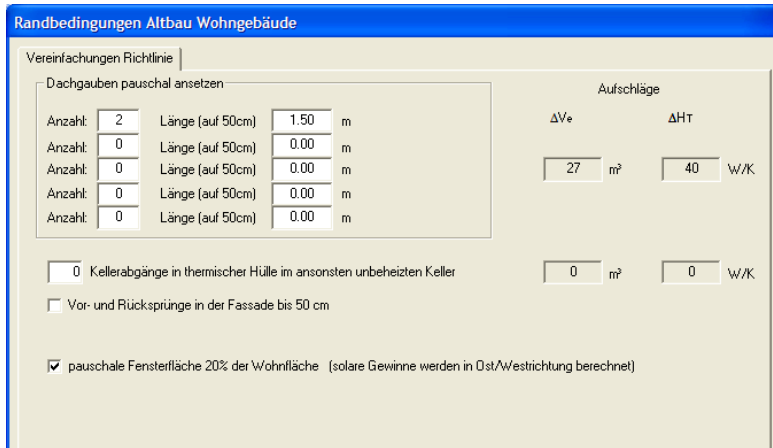 Randbedingungen Altbau Wohngebäude
Vereinfachungen Richtlinie
Dachgauben pauschal ansetzen
Aufschläge
Anzahl: 2 Länge (auf 50cm) 1.50 m
ΔVe ΔHT
Anzahl: 0 Länge (auf 50cm) 0.00 m
Anzahl: 0 Länge (auf 50cm) 0.00 m 27 m³ 40 W/K
Anzahl: 0 Länge (auf 50cm) 0.00 m
Anzahl: 0 Länge (auf 50cm) 0.00 m
0 Kellerabgänge in thermischer Hülle im ansonsten unbeheizten Keller 0 m³ 0 W/K
Vor- und Rücksprünge in der Fassade bis 50 cm
pauschale Fensterfläche 20% der Wohnfläche (solare Gewinne werden in Ost/Westrichtung berechnet)